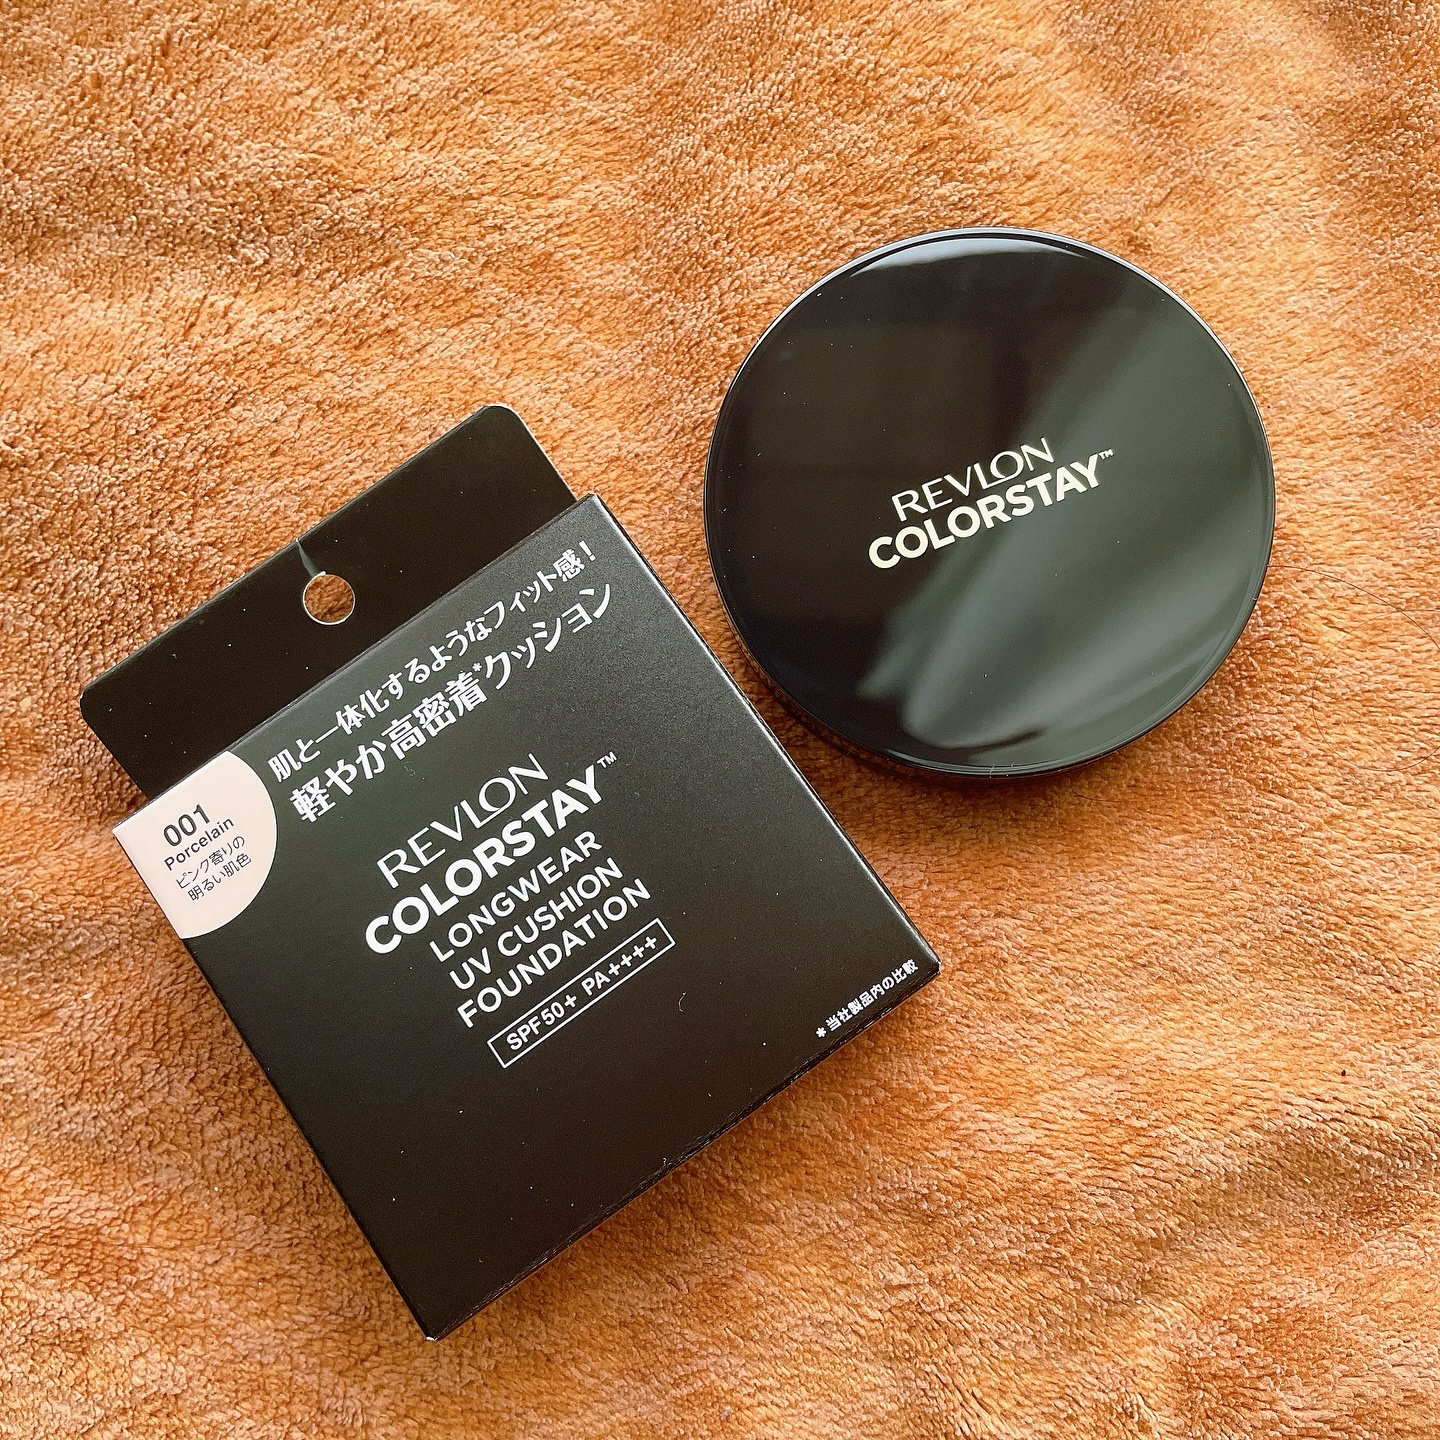 肌と一体化するようなフィット感！
軽やか高密着*クッション
001
Porcelain
ピンク寄りの
明るい肌色
REVLON
COLORSTAY™
LONGWEAR
UV CUSHION
FOUNDATION
SPF50+ PA++++
*当社製品内の比較
REVLON
COLORSTAY™